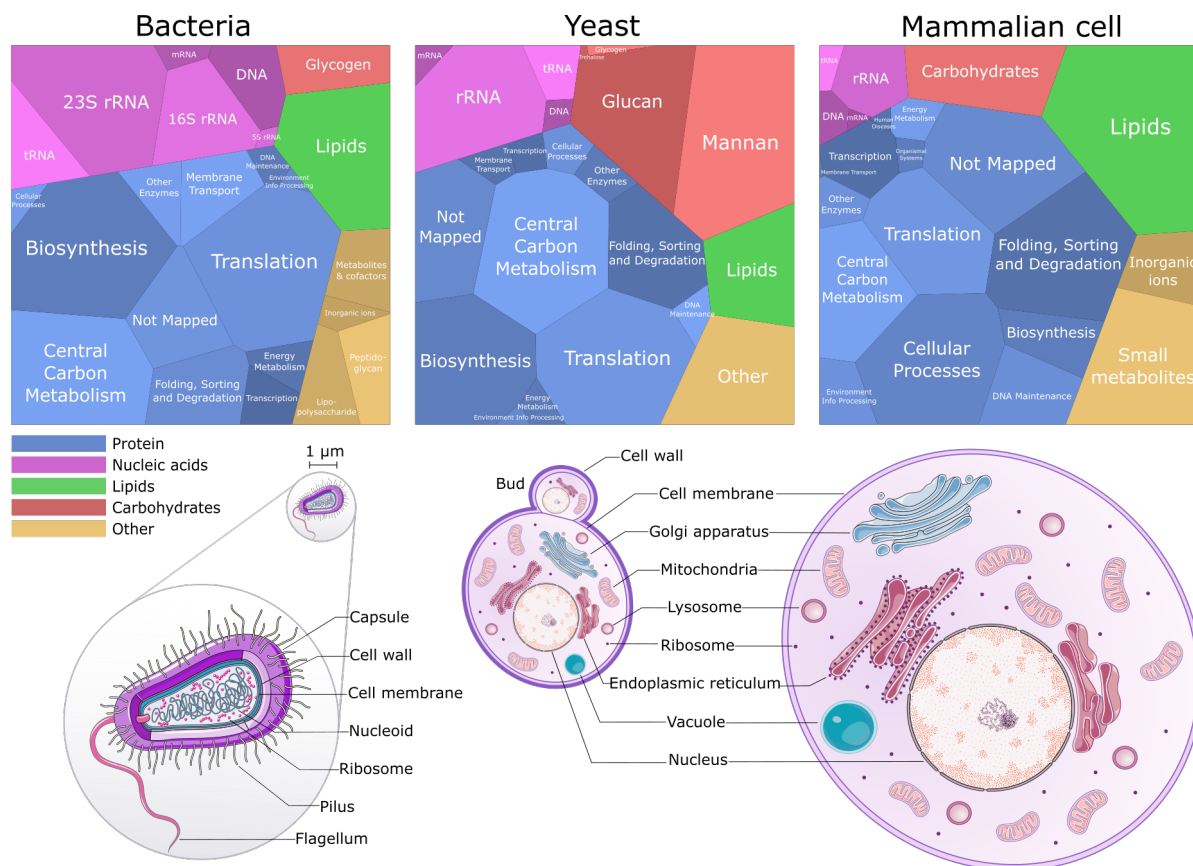 Bacteria
Yeast
Mammalian cell
mRNA
DNA
Glycogen
23S rRNA
16S rRNA
5S rRNA
tRNA
Lipids
DNA
Maintenance
Environment
Info Processing
Cellular
Processes
Other
Enzymes
Membrane
Transport
Biosynthesis
Translation
Metabolites
& cofactors
Inorganic ions
Not Mapped
Central
Carbon
Metabolism
Folding, Sorting
and Degradation
Energy
Metabolism
Transcription
Peptido-
glycan
Lipo-
polysaccharide
mRNA
rRNA
tRNA
DNA
Glycogen
Trehalose
Glucan
Mannan
Transcription
Membrane
Transport
Cellular
Processes
Other
Enzymes
Not
Mapped
Central
Carbon
Metabolism
Folding, Sorting
and Degradation
Lipids
DNA
Maintenance
Biosynthesis
Translation
Other
Energy
Metabolism
Environment Info Processing
tRNA
rRNA
Carbohydrates
DNA
mRNA
Human
Diseases
Energy
Metabolism
Lipids
Transcription
Membrane Transport
Organismal
Systems
Not Mapped
Other
Enzymes
Translation
Central
Carbon
Metabolism
Folding, Sorting
and Degradation
Inorganic
ions
Biosynthesis
Cellular
Processes
Small
metabolites
Environment
Info Processing
DNA Maintenance
Protein
Nucleic acids
Lipids
Carbohydrates
Other
1 µm
Capsule
Cell wall
Cell membrane
Nucleoid
Ribosome
Pilus
Flagellum
Bud
Cell wall
Cell membrane
Golgi apparatus
Mitochondria
Lysosome
Ribosome
Endoplasmic reticulum
Vacuole
Nucleus